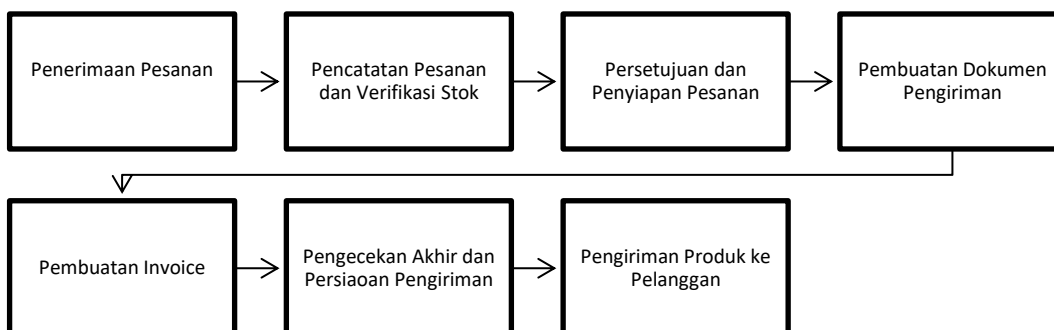 Penerimaan Pesanan
Pencatatan Pesanan
dan Verifikasi Stok
Persetujuan dan
Penyiapan Pesanan
Pembuatan Dokumen
Pengiriman
Pembuatan Invoice
Pengecekan Akhir dan
Persiaoan Pengiriman
Pengiriman Produk ke
Pelanggan